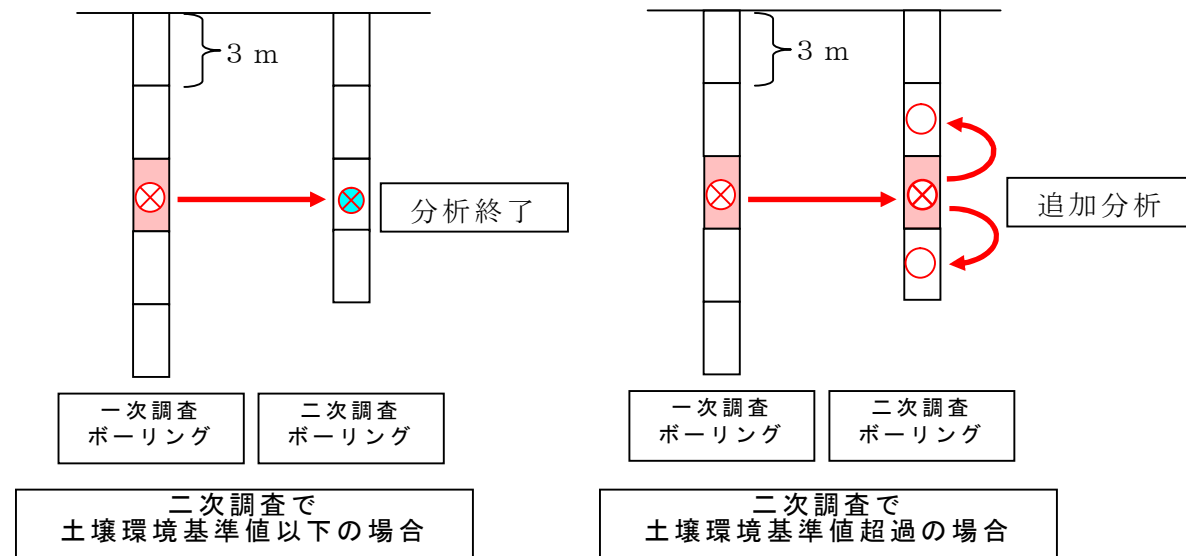 3 m
分析終了
一次調査
ボーリング
二次調査
ボーリング
二次調査で
土壌環境基準値以下の場合
3 m
追加分析
一次調査
ボーリング
二次調査
ボーリング
二次調査で
土壌環境基準値超過の場合